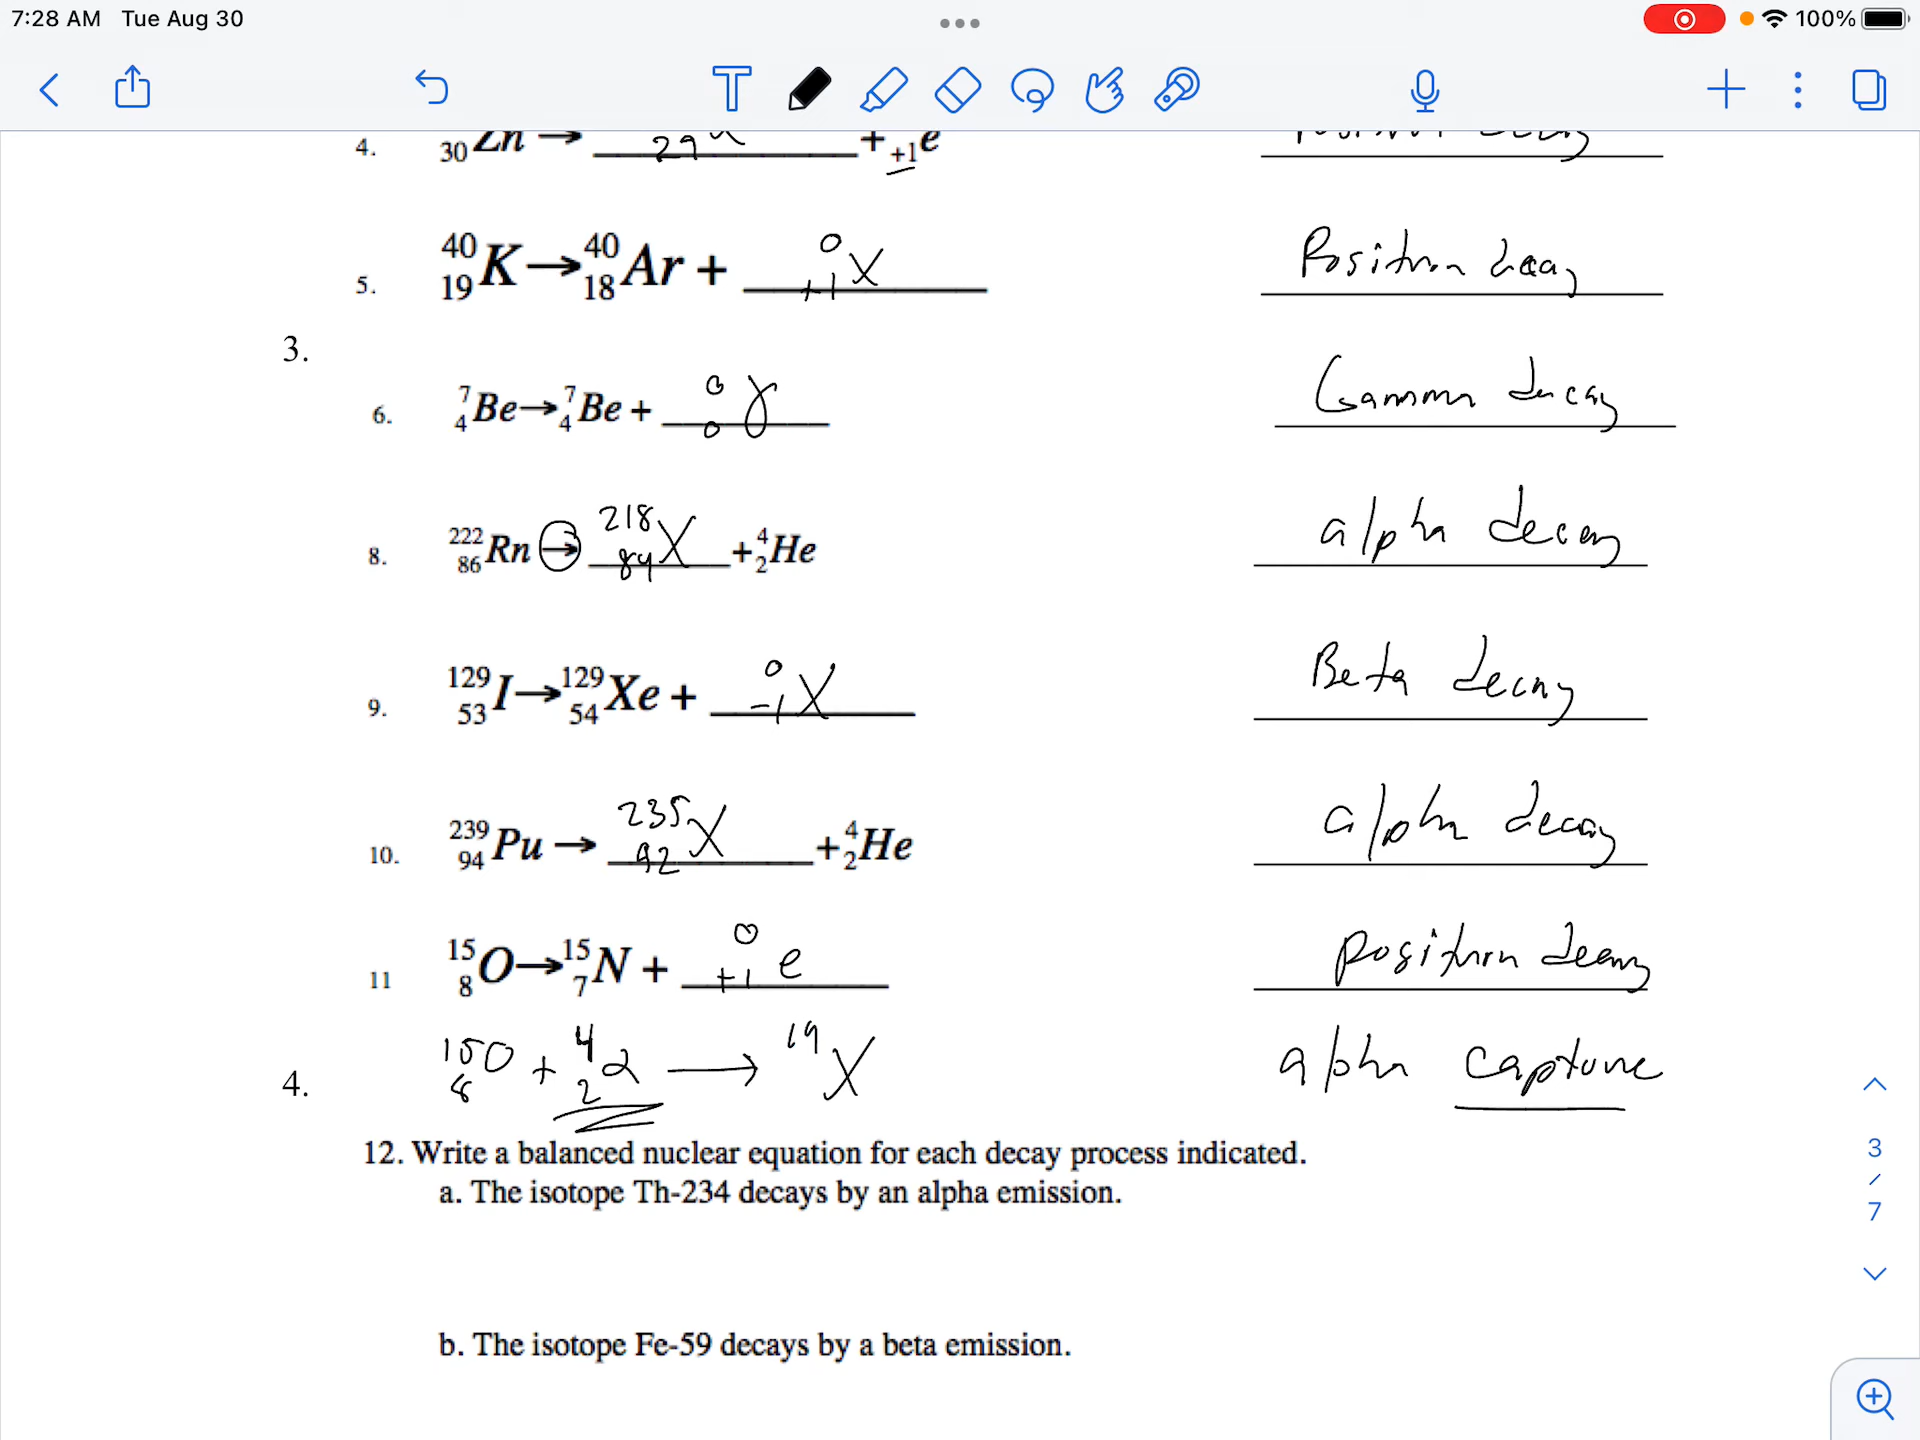 7:28 AM Tue Aug 30 100%
T
4. 30 Zn → 29 + +1 e
5. 40 19 K → 40 18 Ar + 0 +1 X Positron decay
3.
6. 7 4 Be → 7 4 Be + 0 0 γ Gamma decay
8. 222 86 Rn → 218 84 X + 4 2 He alpha decay
9. 129 53 I → 129 54 Xe + 0 -1 X Beta decay
10. 239 94 Pu → 235 92 X + 4 2 He alpha decay
11 15 8 O → 15 7 N + 0 +1 e positron decay
4. 15 8 O + 4 2 α → 19 X alpha capture
12. Write a balanced nuclear equation for each decay process indicated.
a. The isotope Th-234 decays by an alpha emission.
b. The isotope Fe-59 decays by a beta emission.
3
/
7